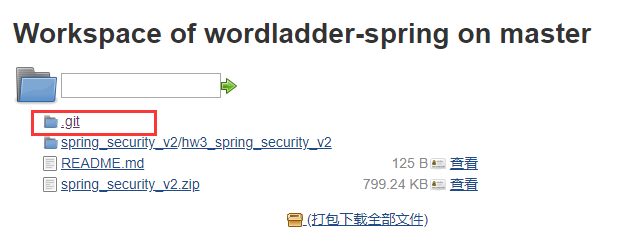 Workspace of wordladder-spring on master
.git
spring_security_v2/hw3_spring_security_v2
README.md 125 B 查看
spring_security_v2.zip 799.24 KB 查看
(打包下载全部文件)